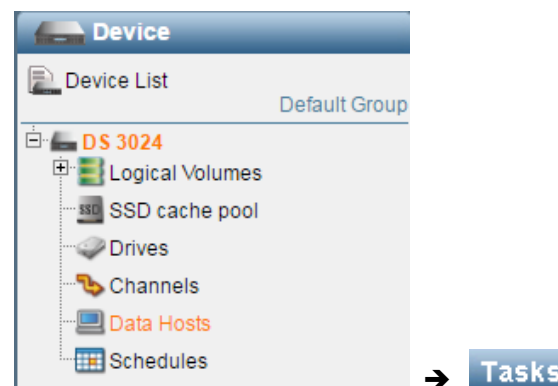 Device
Device List
Default Group
DS 3024
Logical Volumes
SSD SSD cache pool
Drives
Channels
Data Hosts
Schedules
➔ Tasks